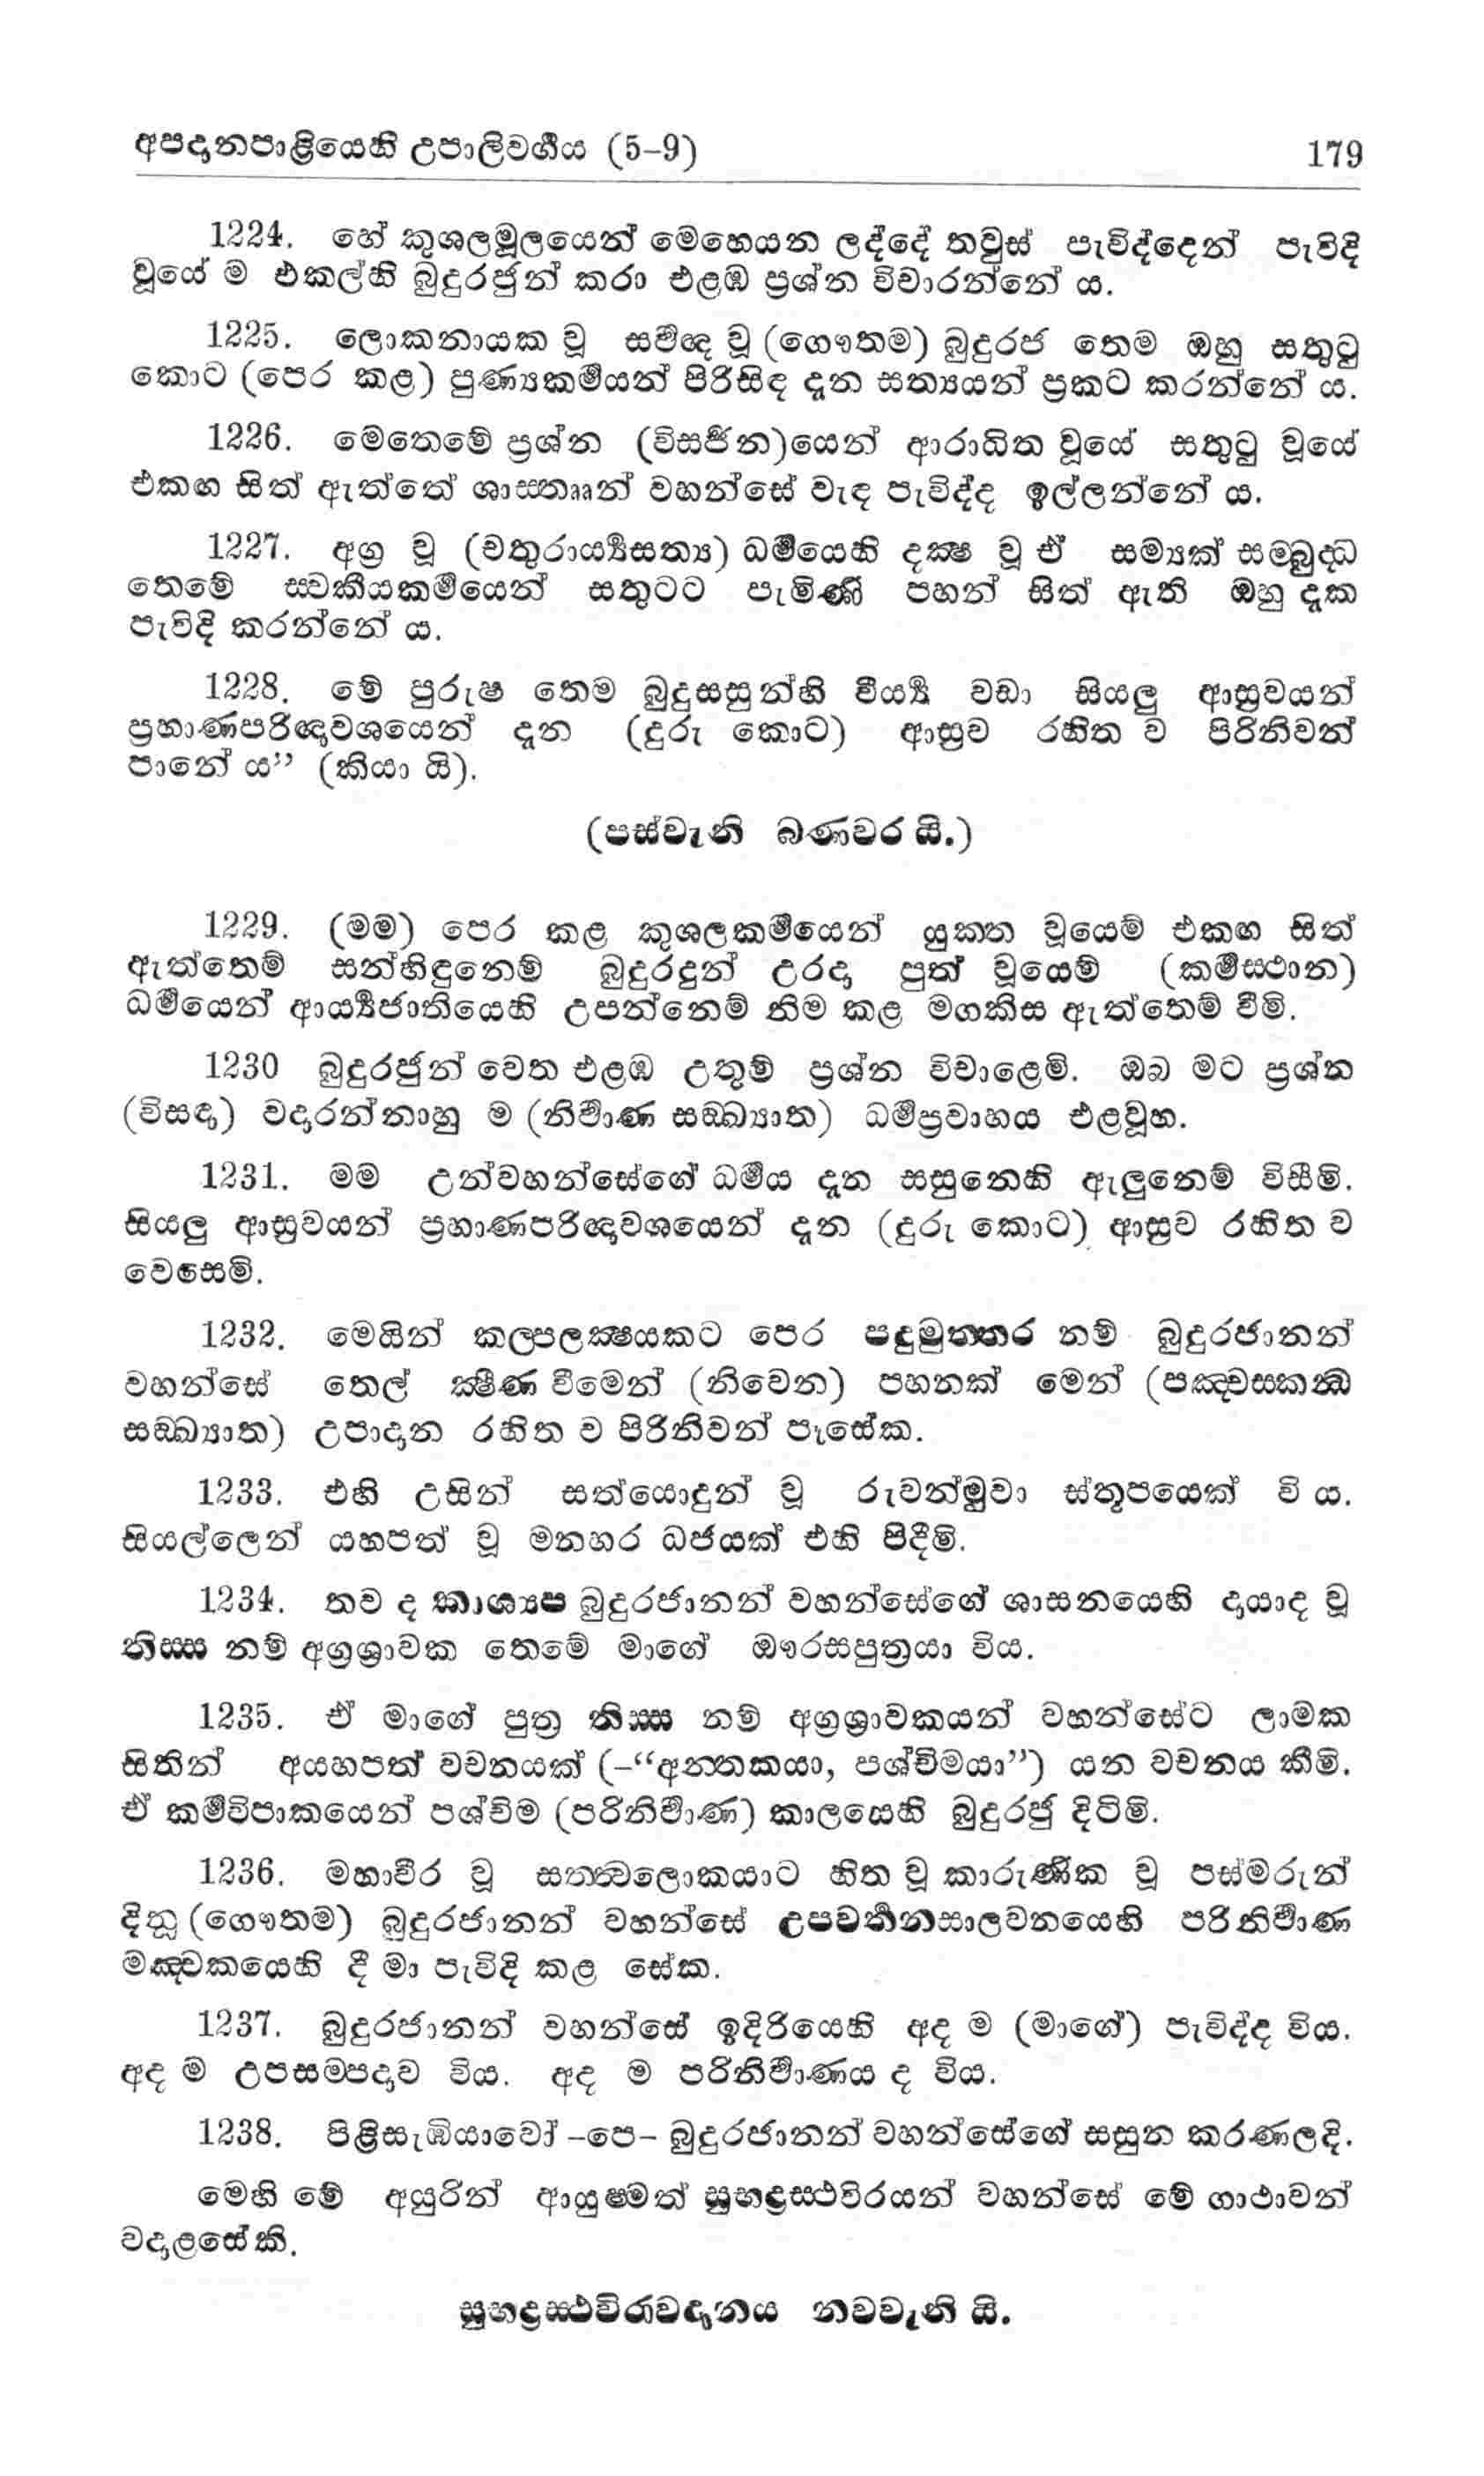 අපදානපාළියෙහි උපාලිවර්‍ගය (5–9) 179
1224. හේ කුශලමූලයෙන් මෙහෙයන ලද්දේ තවුස් පැවිද්දෙන් පැවිදි
වූයේ ම එකල්හි බුදුරජුන් කරා එළඹ ප්‍රශ්න විචාරන්නේ ය.
1225. ලොකනායක වූ සර්‍වඥ වූ (ගෞතම) බුදුරජ තෙම ඔහු සතුටු
කොට (පෙර කළ) පුණ්‍යකර්‍මයන් පිරිසිඳ දැන සත්‍යයන් ප්‍රකට කරන්නේ ය.
1226. මෙතෙමේ ප්‍රශ්න (විසර්‍ජන)යෙන් ආරාධිත වූයේ සතුටු වූයේ
එකඟ සිත් ඇත්තේ ශාස්තෲන් වහන්සේ වැඳ පැවිද්ද ඉල්ලන්නේ ය.
1227. අග්‍ර වූ (චතුරාර්‍ය්‍යසත්‍ය) ධර්‍මයෙහි දක්‍ෂ වූ ඒ සම්‍යක් සම්බුද්ධ
තෙමේ ස්වකීයකර්‍මයෙන් සතුටට පැමිණි පහන් සිත් ඇති ඔහු දැක
පැවිදි කරන්නේ ය.
1228. මේ පුරුෂ තෙම බුදුසසුන්හි වීර්‍ය්‍ය වඩා සියලු ආස්‍රවයන්
ප්‍රහාණපරිඥාවශයෙන් දැන (දුරු කොට) ආස්‍රව රහිත ව පිරිනිවන්
පානේ ය” (කියා යි).
(පස්වැනි බණවර යි.)
1229. (මම) පෙර කළ කුශලකර්‍මයෙන් යුක්ත වූයෙම් එකඟ සිත්
ඇත්තෙම් සන්හිඳුනෙම් බුදුරදුන් උරදා පුත් වූයෙම් (කර්‍මස්ථාන)
ධර්‍මයෙන් ආර්‍ය්‍යජාතියෙහි උපන්නෙම් නිම කළ මගකිස ඇත්තෙම් වීමි.
1230 බුදුරජුන් වෙත එළඹ උතුම් ප්‍රශ්න විචාළෙමි. ඔබ මට ප්‍රශ්න
(විසඳා) වදාරන්නාහු ම (නිර්‍වාණ සඞ්ඛ්‍යාත) ධර්‍මප්‍රවාහය එළවූහ.
1231. මම උන්වහන්සේගේ ධර්‍මය දැන සසුනෙහි ඇලුනෙම් විසීමි.
සියලු ආස්‍රවයන් ප්‍රහාණපරිඥාවශයෙන් දැන (දුරු කොට) ආස්‍රව රහිත ව
වෙසෙමි.
1232. මෙයින් කල්පලක්‍ෂයකට පෙර පදුමුත්තර නම් බුදුරජානන්
වහන්සේ තෙල් ක්‍ෂීණ වීමෙන් (නිවෙන) පහනක් මෙන් (පඤ්චස්කන්ධ
සඞ්ඛ්‍යාත) උපාදාන රහිත ව පිරිනිවන් පෑසේක.
1233. එහි උසින් සත්යොදුන් වූ රුවන්මුවා ස්තූපයෙක් වි ය.
සියල්ලෙන් යහපත් වූ මනහර ධජයක් එහි පිදීමි.
1234. තව ද කාශ්‍යප බුදුරජානන් වහන්සේගේ ශාසනයෙහි දායාද වූ
තිස්ස නම් අග්‍රශ්‍රාවක තෙමේ මාගේ ඖරසපුත්‍රයා විය.
1235. ඒ මාගේ පුත්‍ර තිස්ස නම් අග්‍රශ්‍රාවකයන් වහන්සේට ලාමක
සිතින් අයහපත් වචනයක් (–“අන්තකයා, පශ්චිමයා”) යන වචනය කීමි.
ඒ කර්‍මවිපාකයෙන් පශ්චිම (පරිනිර්‍වාණ) කාලයෙහි බුදුරජු දිටිමි.
1236. මහාවීර වූ සත්ත්වලොකයාට හිත වූ කාරුණික වූ පස්මරුන්
දිනූ (ගෞතම) බුදුරජානන් වහන්සේ උපවර්‍තනසාලවනයෙහි පරිනිර්‍වාණ
මඤ්චකයෙහි දී මා පැවිදි කළ සේක.
1237. බුදුරජානන් වහන්සේ ඉදිරියෙහි අද ම (මාගේ) පැවිද්ද විය.
අද ම උපසම්පදාව විය. අද ම පරිනිර්‍වාණය ද විය.
1238. පිළිසැඹියාවෝ –පෙ– බුදුරජානන් වහන්සේගේ සසුන කරණලදි.
මෙහි මේ අයුරින් ආයුෂ්මත් සුභද්‍රස්ථවිරයන් වහන්සේ මේ ගාථාවන්
වදාළසේකි.
සුභද්‍රස්ථවිරාවදානය නවවැනි යි.